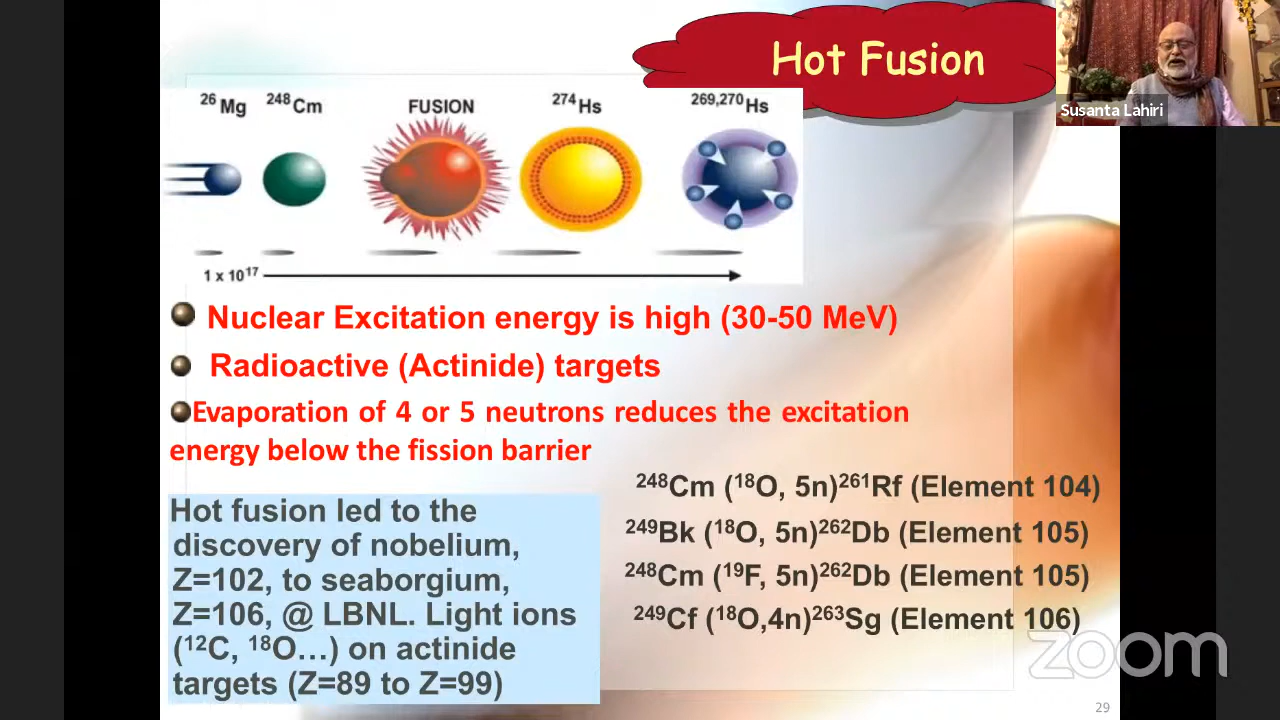 Hot Fusion
Susanta Lahiri
²⁶Mg ²⁴⁸Cm FUSION ²⁷⁴Hs ²⁶⁹,²⁷⁰Hs
1 x 10¹⁷
Nuclear Excitation energy is high (30-50 MeV)
Radioactive (Actinide) targets
Evaporation of 4 or 5 neutrons reduces the excitation
energy below the fission barrier
Hot fusion led to the
discovery of nobelium,
Z=102, to seaborgium,
Z=106, @ LBNL. Light ions
(¹²C, ¹⁸O…) on actinide
targets (Z=89 to Z=99)
²⁴⁸Cm (¹⁸O, 5n)²⁶¹Rf (Element 104)
²⁴⁹Bk (¹⁸O, 5n)²⁶²Db (Element 105)
²⁴⁸Cm (¹⁹F, 5n)²⁶²Db (Element 105)
²⁴⁹Cf (¹⁸O,4n)²⁶³Sg (Element 106)
zoom
29